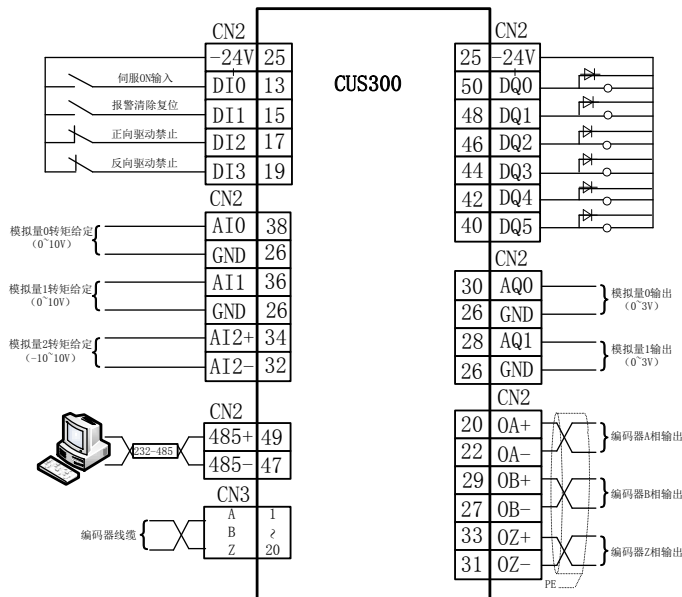 CUS300
CN2
-24V 25
伺服ON输入 DI0 13
报警清除复位 DI1 15
正向驱动禁止 DI2 17
反向驱动禁止 DI3 19
CN2
模拟量0转矩给定
(0~10V)
AI0 38
GND 26
模拟量1转矩给定
(0~10V)
AI1 36
GND 26
模拟量2转矩给定
(-10~10V)
AI2+ 34
AI2- 32
CN2
232-485
485+ 49
485- 47
CN3
编码器线缆
A 1
B ~
Z 20
CN2
25 -24V
50 DQ0
48 DQ1
46 DQ2
44 DQ3
42 DQ4
40 DQ5
CN2
30 AQ0
26 GND
模拟量0输出
(0~3V)
28 AQ1
26 GND
模拟量1输出
(0~3V)
CN2
20 OA+
22 OA-
编码器A相输出
29 OB+
27 OB-
编码器B相输出
33 OZ+
31 OZ-
编码器Z相输出
PE